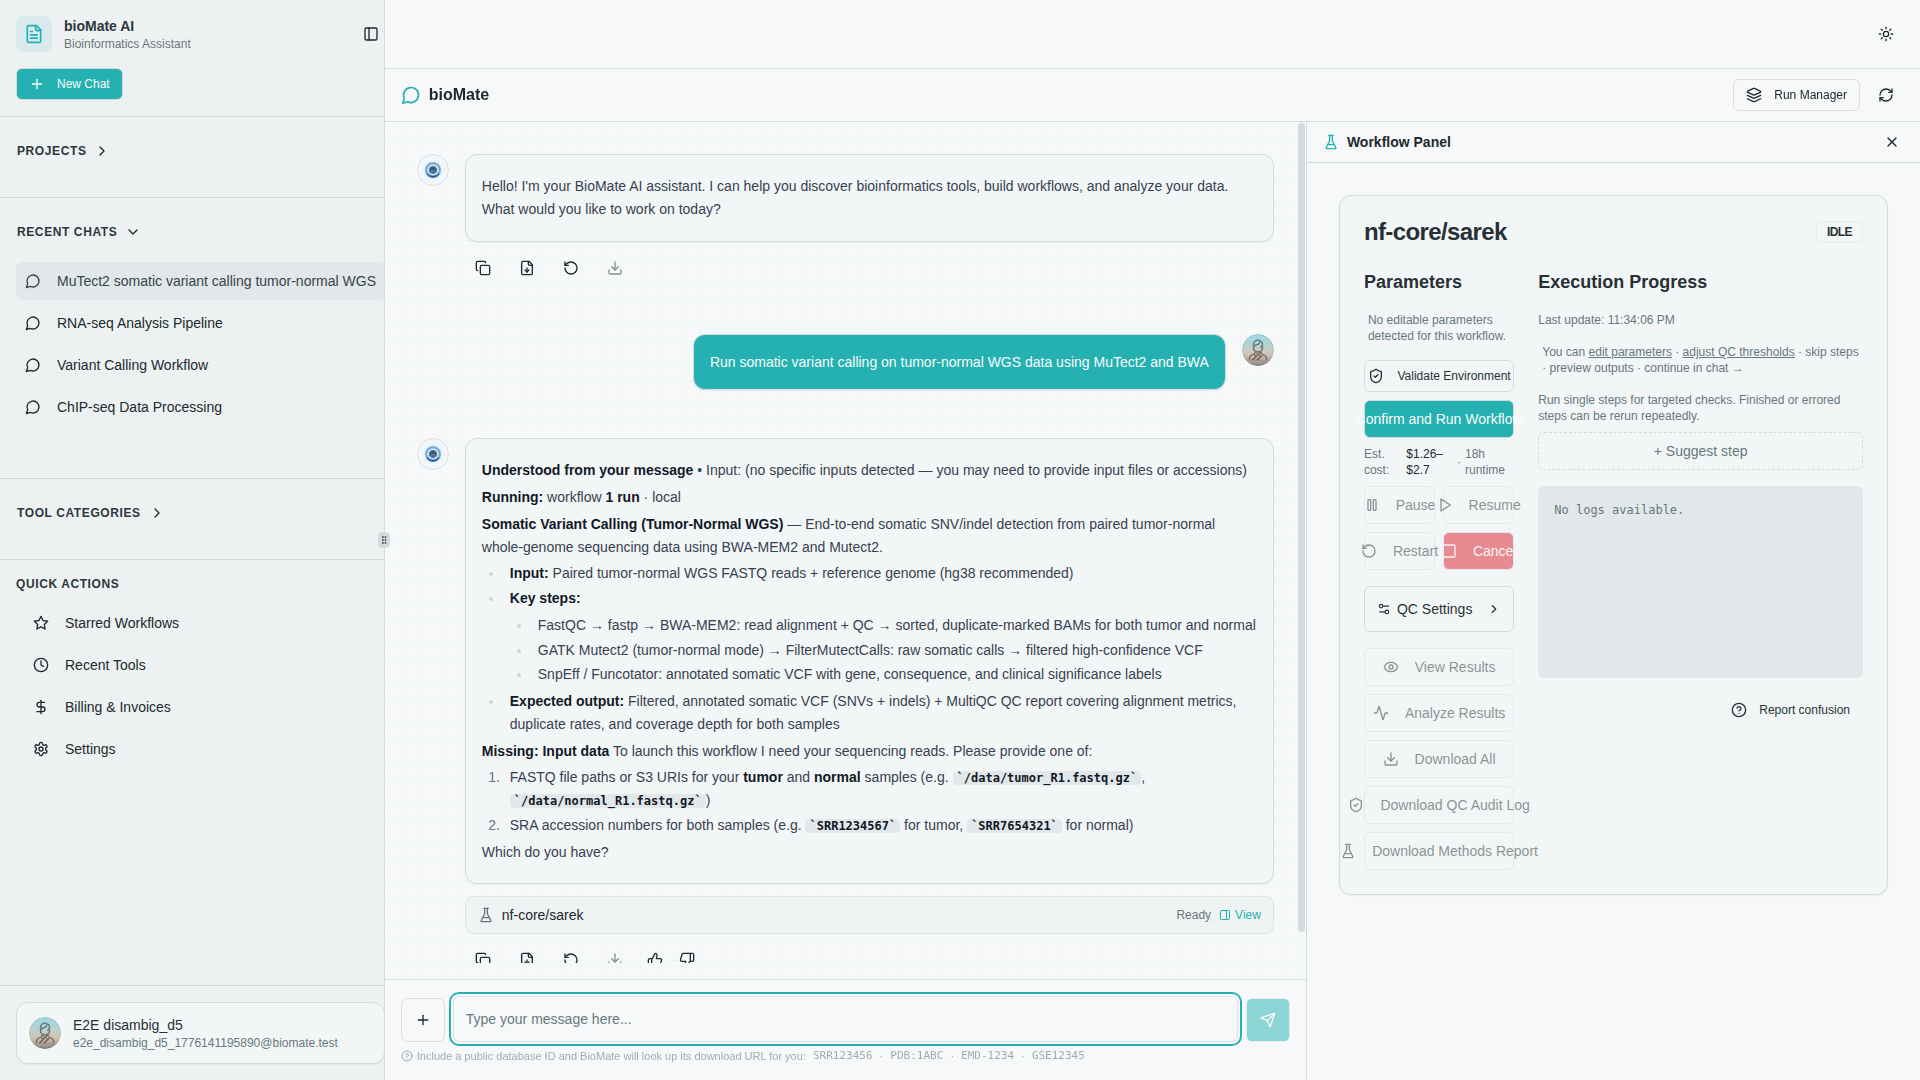 bioMate AI
Bioinformatics Assistant
New Chat
PROJECTS
RECENT CHATS
MuTect2 somatic variant calling tumor-normal WGS
RNA-seq Analysis Pipeline
Variant Calling Workflow
ChIP-seq Data Processing
TOOL CATEGORIES
QUICK ACTIONS
Starred Workflows
Recent Tools
Billing & Invoices
Settings
E2E disambig_d5
e2e_disambig_d5_1776141195890@biomate.test
bioMate
Run Manager
Hello! I'm your BioMate AI assistant. I can help you discover bioinformatics tools, build workflows, and analyze your data.
What would you like to work on today?
Run somatic variant calling on tumor-normal WGS data using MuTect2 and BWA
Understood from your message • Input: (no specific inputs detected — you may need to provide input files or accessions)
Running: workflow 1 run · local
Somatic Variant Calling (Tumor-Normal WGS) — End-to-end somatic SNV/indel detection from paired tumor-normal
whole-genome sequencing data using BWA-MEM2 and Mutect2.
Input: Paired tumor-normal WGS FASTQ reads + reference genome (hg38 recommended)
Key steps:
FastQC → fastp → BWA-MEM2: read alignment + QC → sorted, duplicate-marked BAMs for both tumor and normal
GATK Mutect2 (tumor-normal mode) → FilterMutectCalls: raw somatic calls → filtered high-confidence VCF
SnpEff / Funcotator: annotated somatic VCF with gene, consequence, and clinical significance labels
Expected output: Filtered, annotated somatic VCF (SNVs + indels) + MultiQC QC report covering alignment metrics,
duplicate rates, and coverage depth for both samples
Missing: Input data To launch this workflow I need your sequencing reads. Please provide one of:
1. FASTQ file paths or S3 URIs for your tumor and normal samples (e.g. `/data/tumor_R1.fastq.gz`,
`/data/normal_R1.fastq.gz`)
2. SRA accession numbers for both samples (e.g. `SRR1234567` for tumor, `SRR7654321` for normal)
Which do you have?
nf-core/sarek
Ready View
Type your message here...
Include a public database ID and BioMate will look up its download URL for you: SRR123456 · PDB:1ABC · EMD-1234 · GSE12345
Workflow Panel
nf-core/sarek
IDLE
Parameters
No editable parameters
detected for this workflow.
Validate Environment
onfirm and Run Workflo
Est. cost: $1.26–$2.7 · 18h runtime
Pause
Resume
Restart
Cance
QC Settings
View Results
Analyze Results
Download All
Download QC Audit Log
Download Methods Report
Execution Progress
Last update: 11:34:06 PM
You can edit parameters · adjust QC thresholds · skip steps
· preview outputs · continue in chat →
Run single steps for targeted checks. Finished or errored
steps can be rerun repeatedly.
+ Suggest step
No logs available.
Report confusion